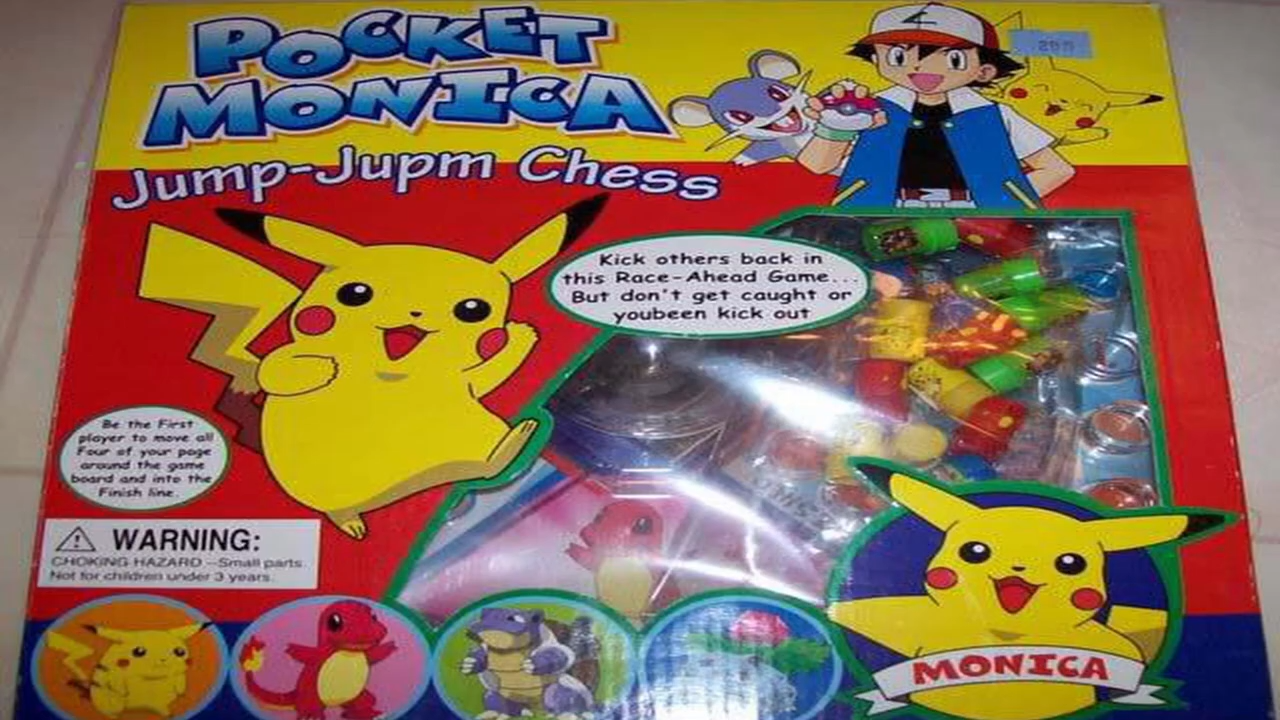 POCKET
MONICA
Jump-Jupm Chess
Kick others back in
this Race-Ahead Game...
But don't get caught or
youbeen kick out
Be the First
player to move all
Four of your page
around the game
board and into the
Finish line.
WARNING:
CHOKING HAZARD --Small parts.
Not for children under 3 years.
MONICA